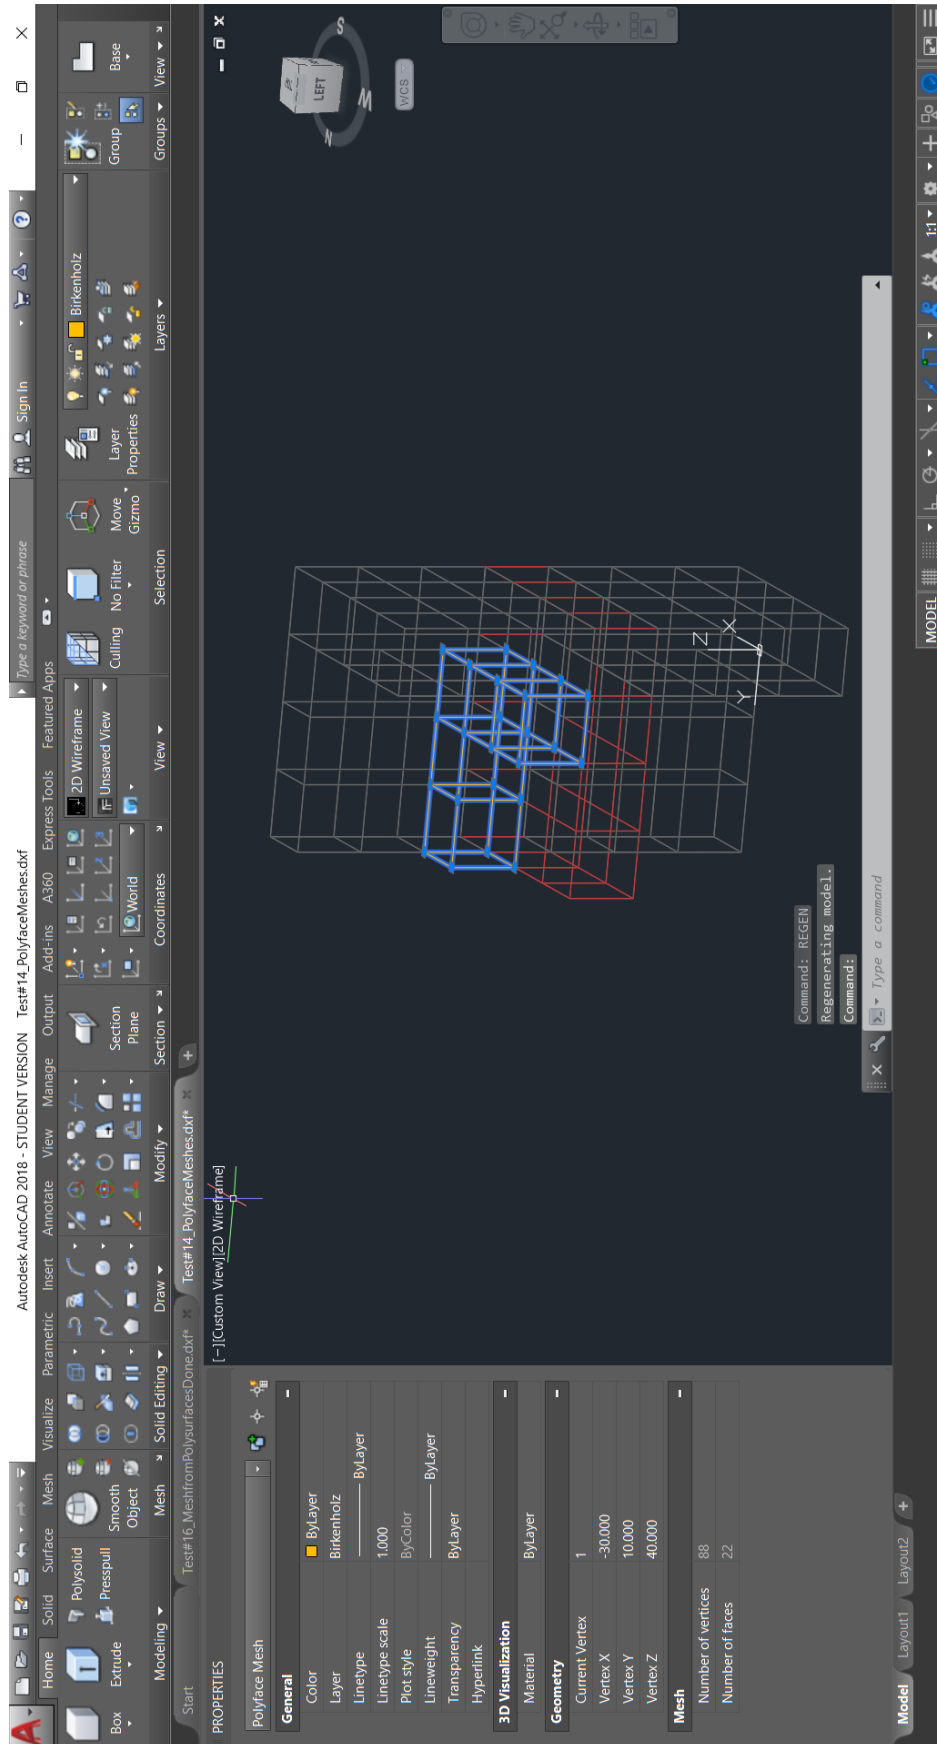 Autodesk AutoCAD 2018 - STUDENT VERSION Test#14_PolyfaceMeshes.dxf
Type a keyword or phrase
Sign In
Home Solid Surface Mesh Visualize Parametric Insert Annotate View Manage Output Add-ins A360 Express Tools Featured Apps
Box
Extrude
Polysolid
Presspull
Smooth
Object
Section
Plane
World
2D Wireframe
Unsaved View
Culling
No Filter
Move
Gizmo
Layer
Properties
Birkenholz
Group
Base
Modeling
Mesh
Solid Editing
Draw
Modify
Section
Coordinates
View
Selection
Layers
Groups
View
Start
Test#16_MeshfromPolysurfacesDone.dxf*
Test#14_PolyfaceMeshes.dxf*
PROPERTIES
Polyface Mesh
General
Color ByLayer
Layer Birkenholz
Linetype ByLayer
Linetype scale 1.000
Plot style ByColor
Lineweight ByLayer
Transparency ByLayer
Hyperlink
3D Visualization
Material ByLayer
Geometry
Current Vertex 1
Vertex X -30.000
Vertex Y 10.000
Vertex Z 40.000
Mesh
Number of vertices 88
Number of faces 22
[−][Custom View][2D Wireframe]
S
W
N
LEFT
WCS
Z
X
Y
Command: REGEN
Regenerating model.
Command:
Type a command
Model Layout1 Layout2 +
MODEL
1:1